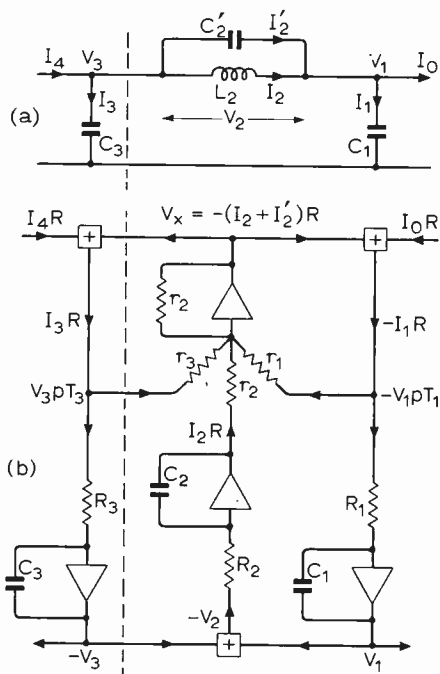 C2' I2'
I4 V3 V1 I0
L2 I2
I3 V2 I1
(a) C3 C1
Vx = -(I2 + I2')R
I4R + + I0R
r2
I3R -I1R
r3 r2 r1
V3pT3 -V1pT1
(b) I2R
R3 C2 R1
C3 R2 C1
-V2
-V3 + V1